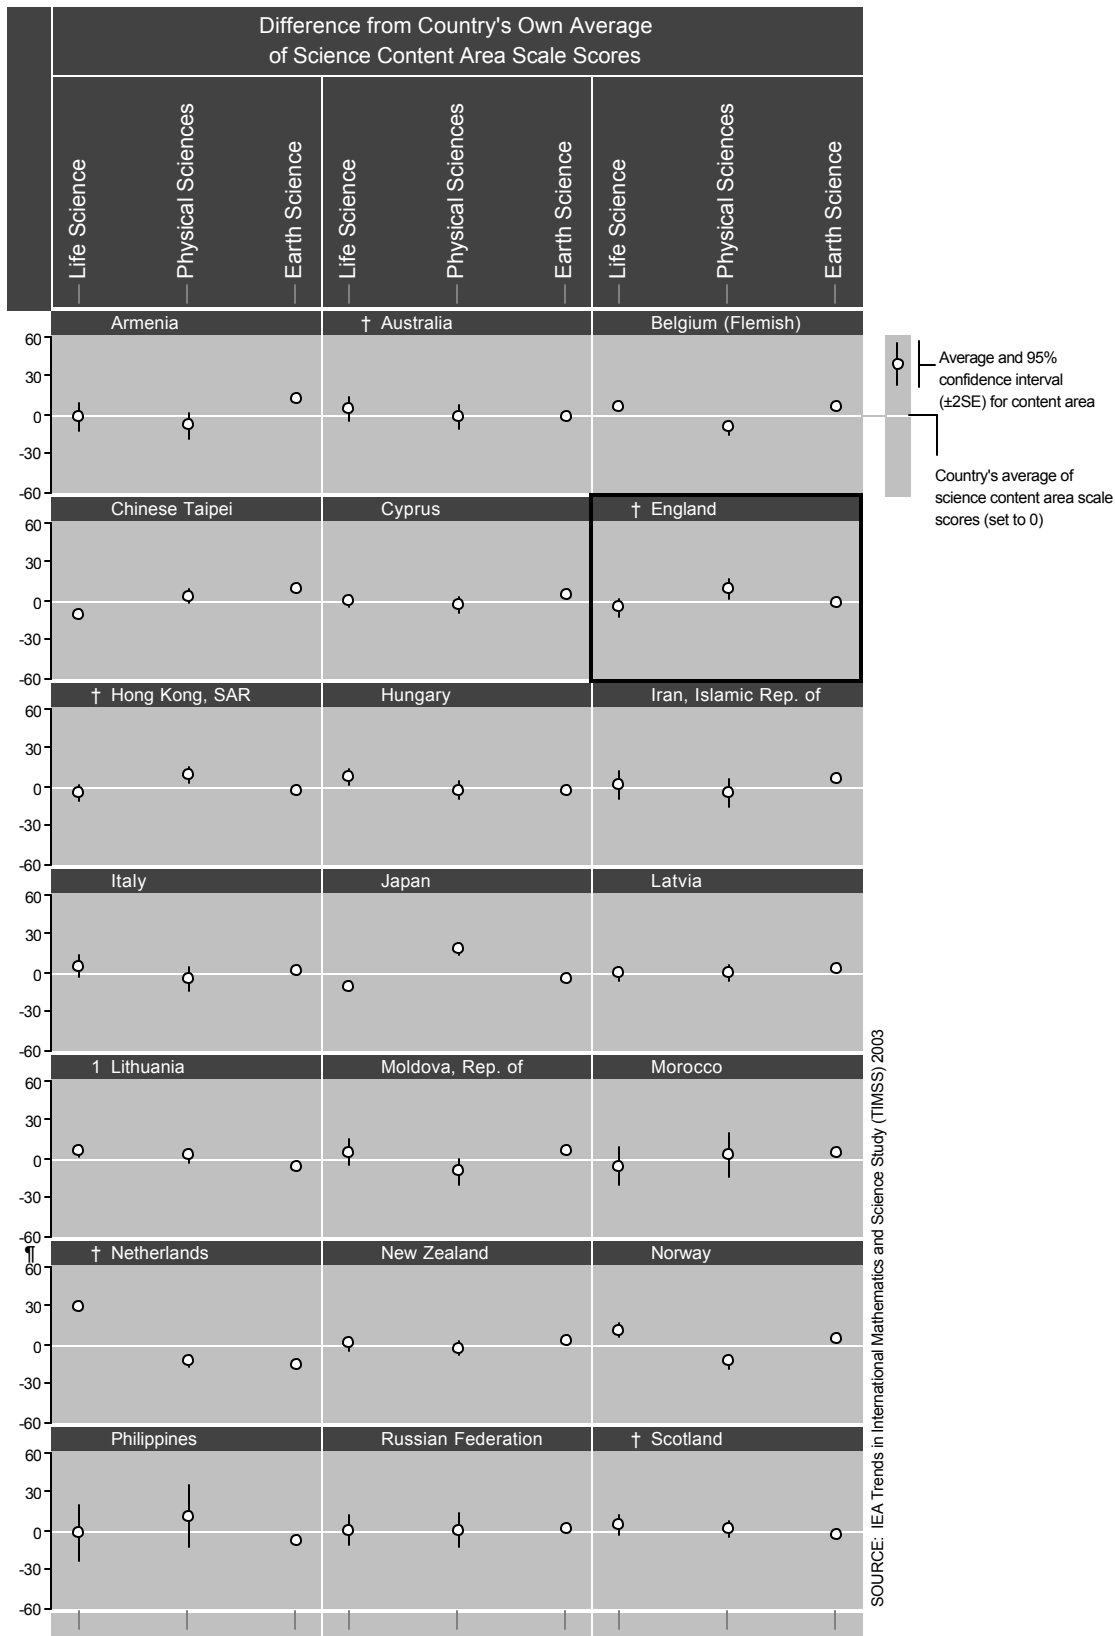 Difference from Country's Own Average
of Science Content Area Scale Scores
Life Science
Physical Sciences
Earth Science
Life Science
Physical Sciences
Earth Science
Life Science
Physical Sciences
Earth Science
Armenia † Australia Belgium (Flemish)
60
30
0
-30
-60
Average and 95%
confidence interval
(±2SE) for content area
Country's average of
science content area scale
scores (set to 0)
Chinese Taipei Cyprus † England
60
30
0
-30
-60
† Hong Kong, SAR Hungary Iran, Islamic Rep. of
60
30
0
-30
-60
Italy Japan Latvia
60
30
0
-30
-60
1 Lithuania Moldova, Rep. of Morocco
60
30
0
-30
-60
¶ † Netherlands New Zealand Norway
60
30
0
-30
-60
Philippines Russian Federation † Scotland
60
30
0
-30
-60
SOURCE: IEA Trends in International Mathematics and Science Study (TIMSS) 2003